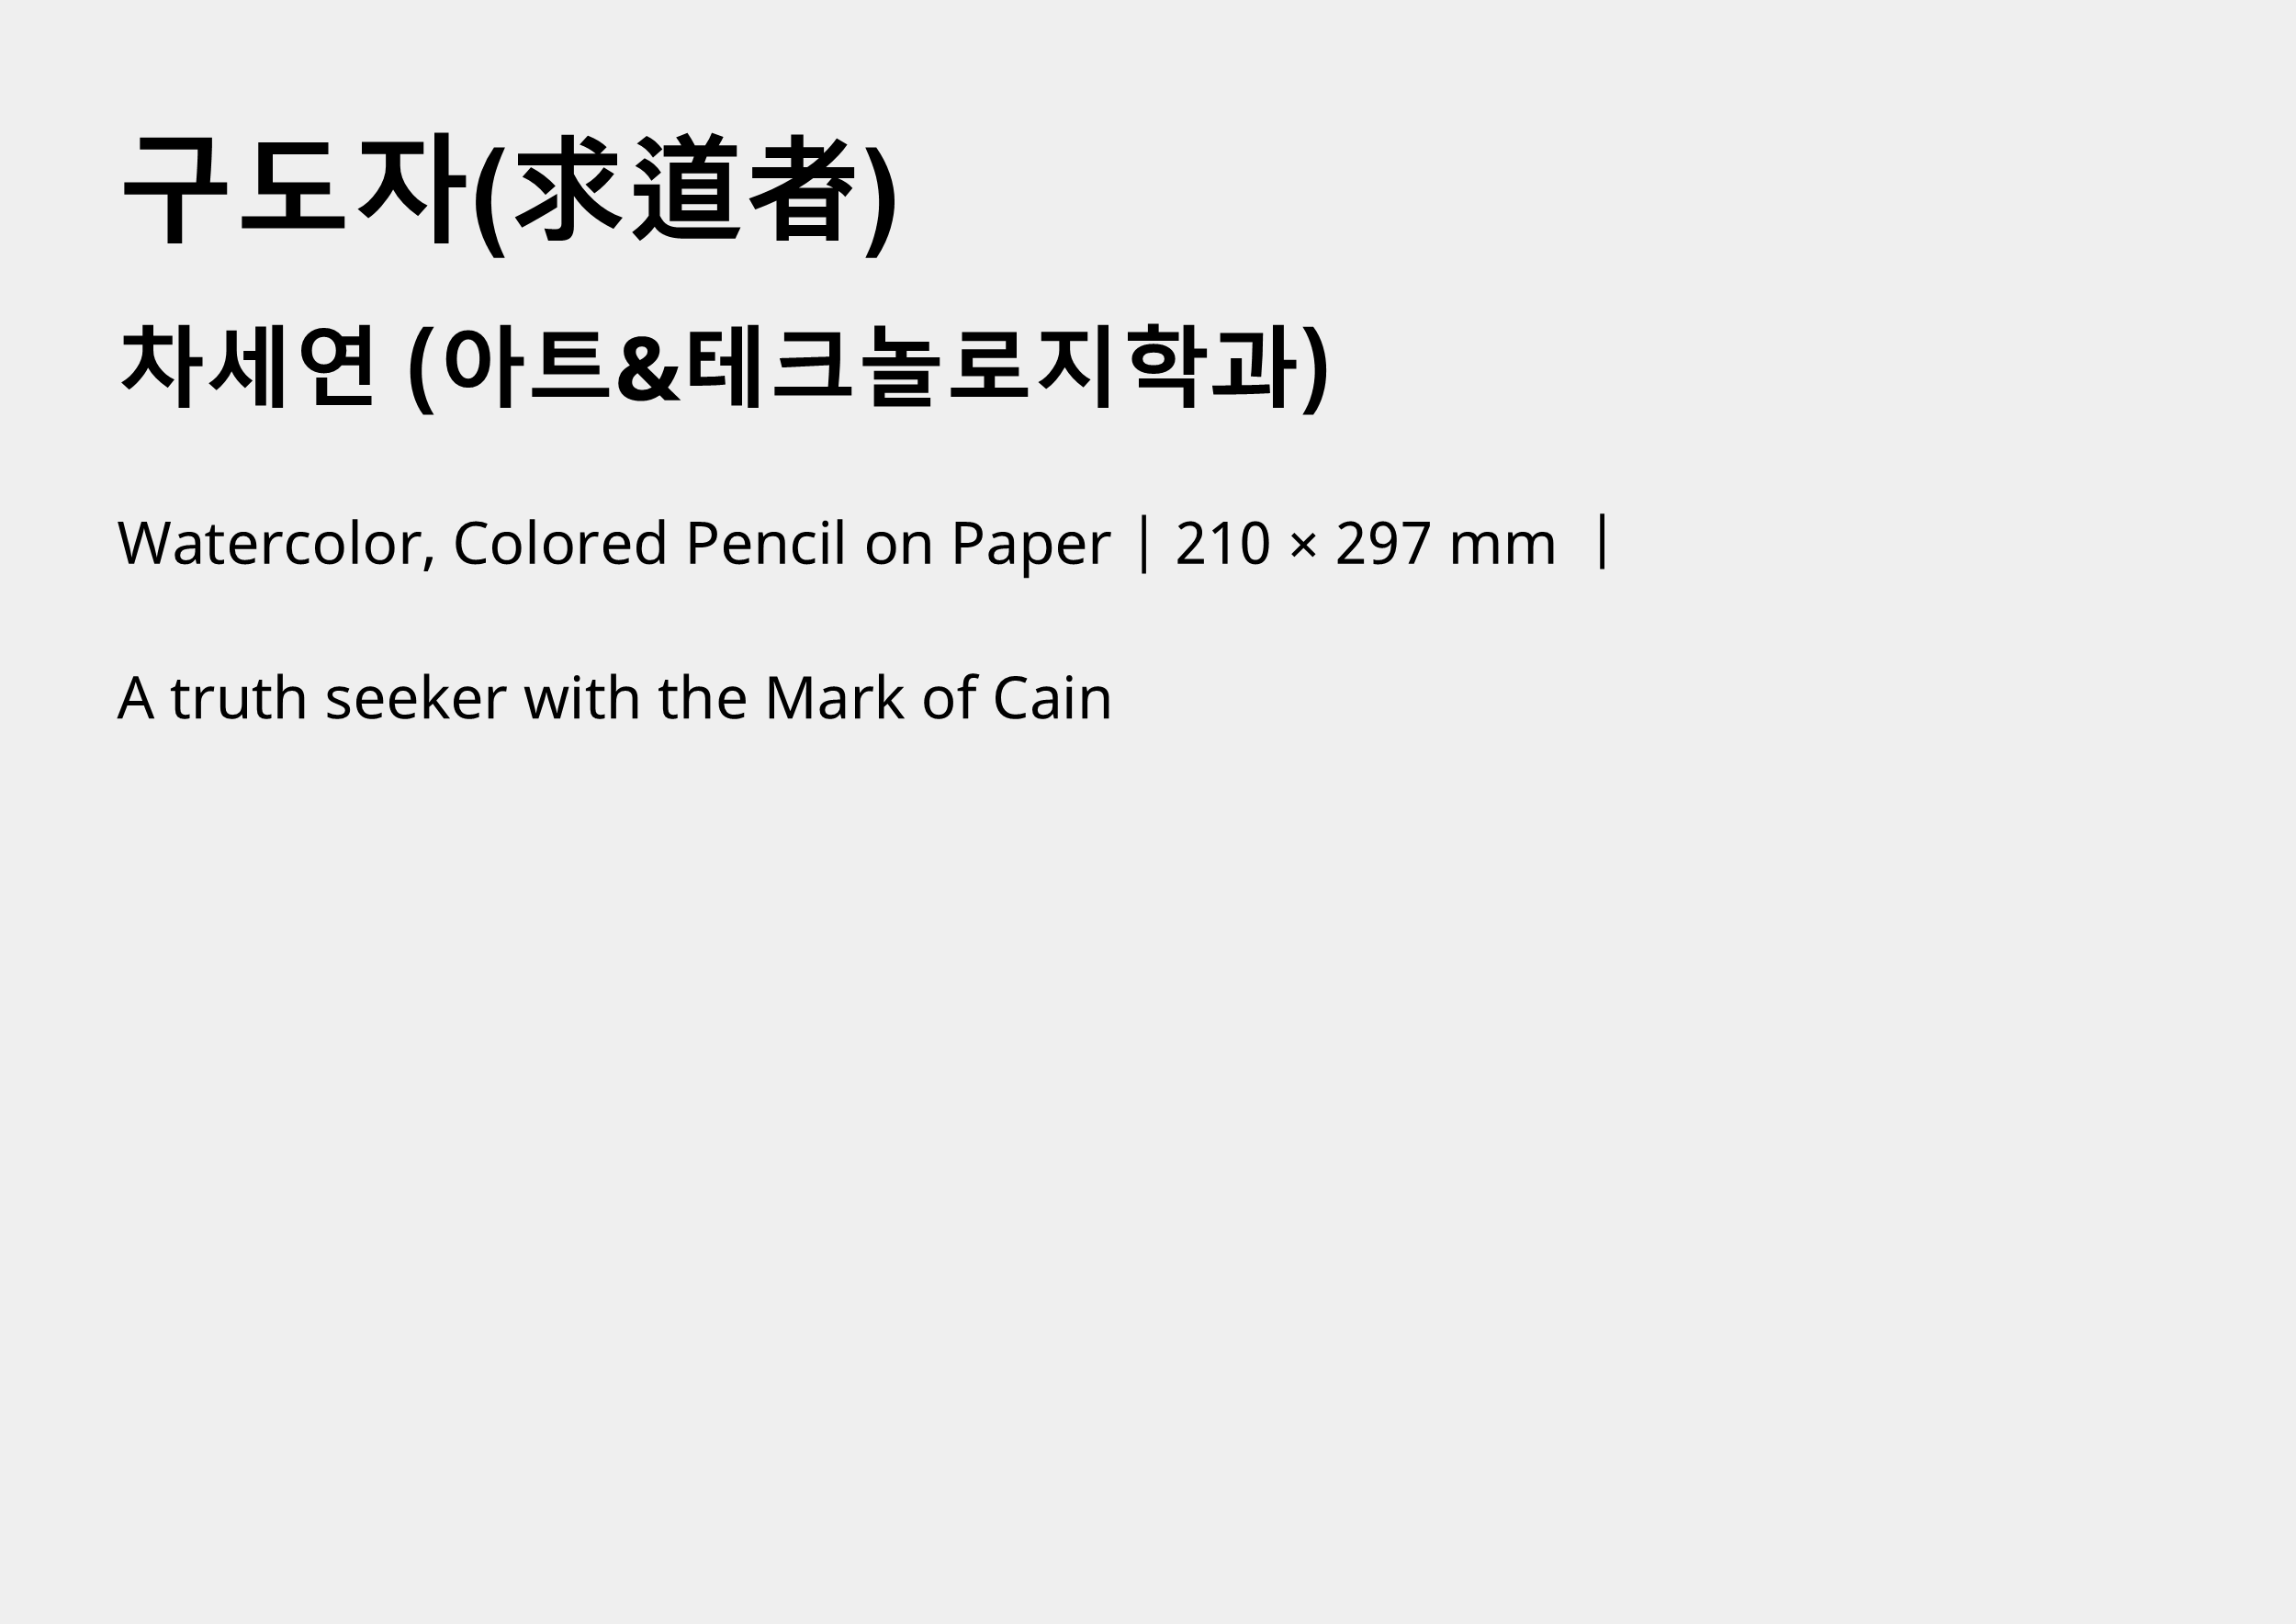 구도자(求道者)
차세연 (아트&테크놀로지학과)
Watercolor, Colored Pencil on Paper | 210 × 297 mm |
A truth seeker with the Mark of Cain